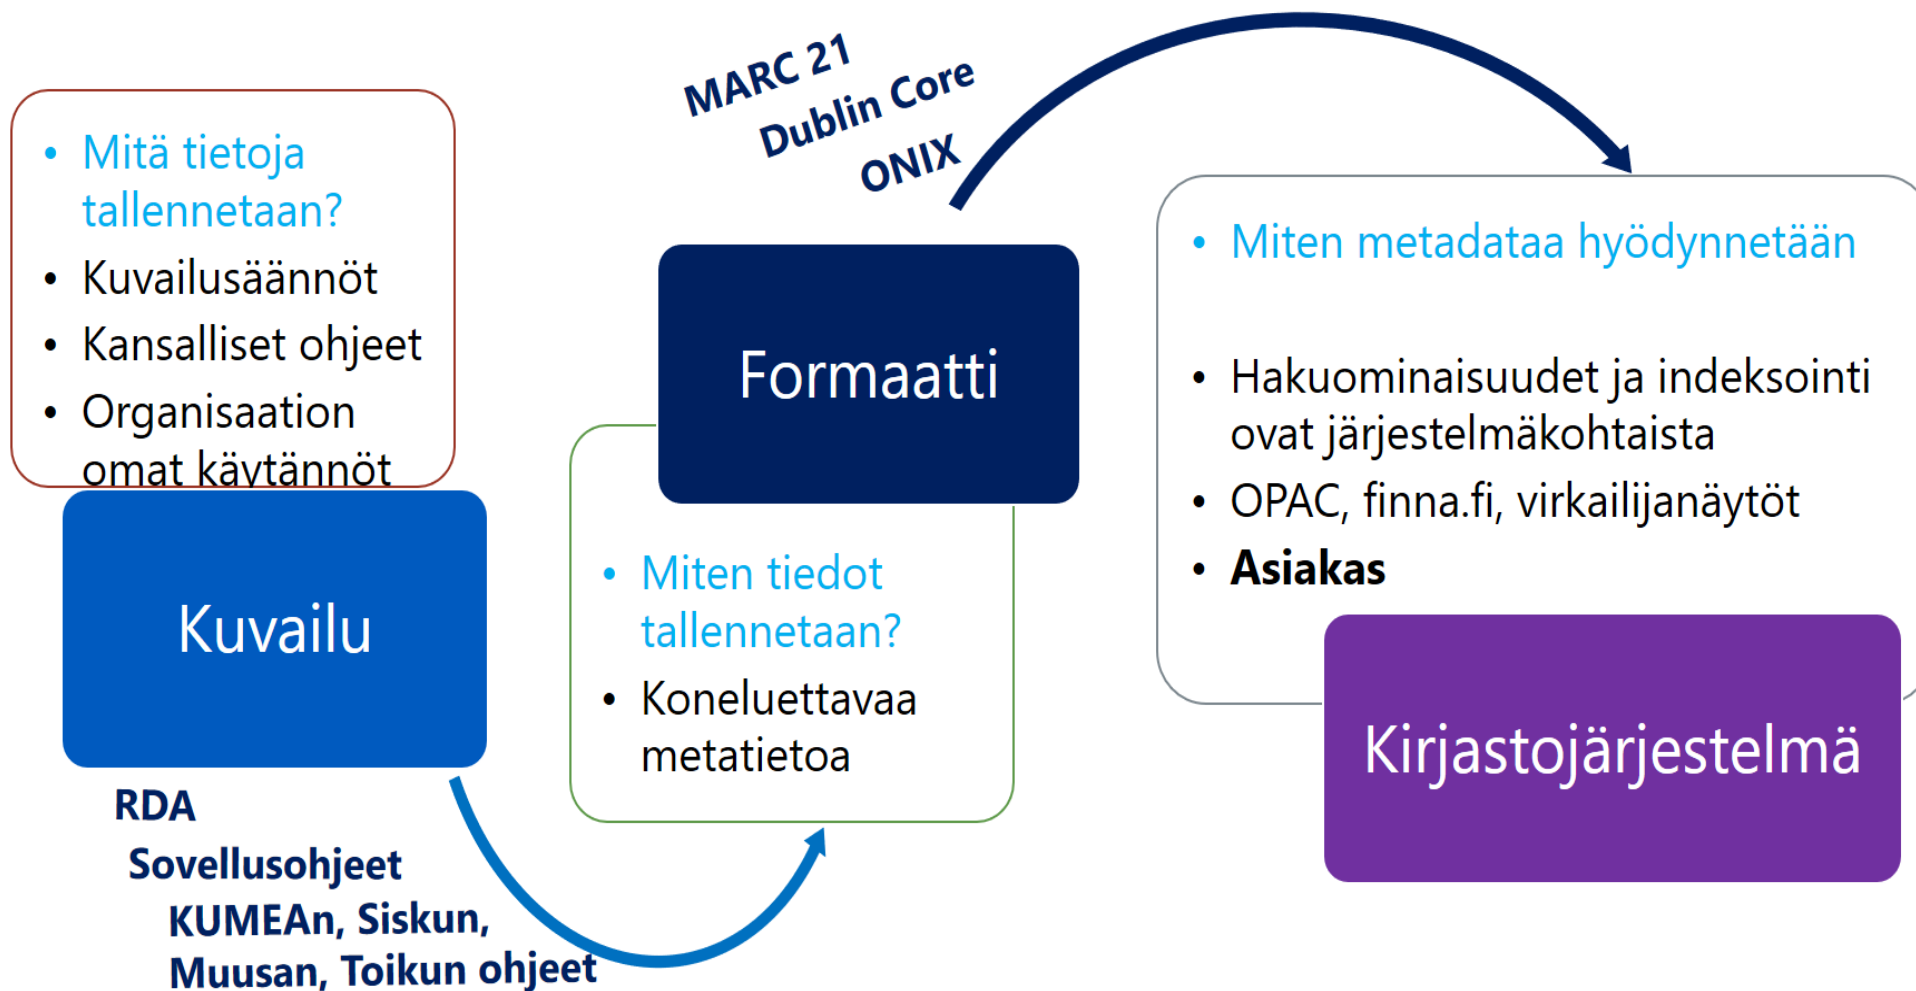 • Mitä tietoja
tallennetaan?
• Kuvailusäännöt
• Kansalliset ohjeet
• Organisaation
omat käytännöt
Kuvailu
RDA
Sovellusohjeet
KUMEAn, Siskun,
Muusan, Toikun ohjeet
MARC 21
Dublin Core
ONIX
Formaatti
• Miten tiedot
tallennetaan?
• Koneluettavaa
metatietoa
• Miten metadataa hyödynnetään
• Hakuominaisuudet ja indeksointi
ovat järjestelmäkohtaista
• OPAC, finna.fi, virkailijanäytöt
• Asiakas
Kirjastojärjestelmä